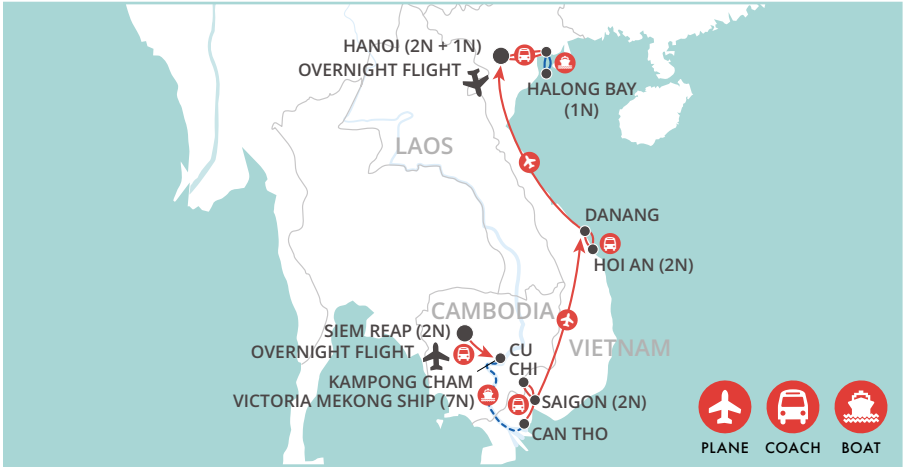 HANOI (2N + 1N)
OVERNIGHT FLIGHT
HALONG BAY
(1N)
LAOS
DANANG
HOI AN (2N)
CAMBODIA
SIEM REAP (2N)
OVERNIGHT FLIGHT
VIETNAM
CU
CHI
KAMPONG CHAM
VICTORIA MEKONG SHIP (7N)
SAIGON (2N)
CAN THO
PLANE
COACH
BOAT